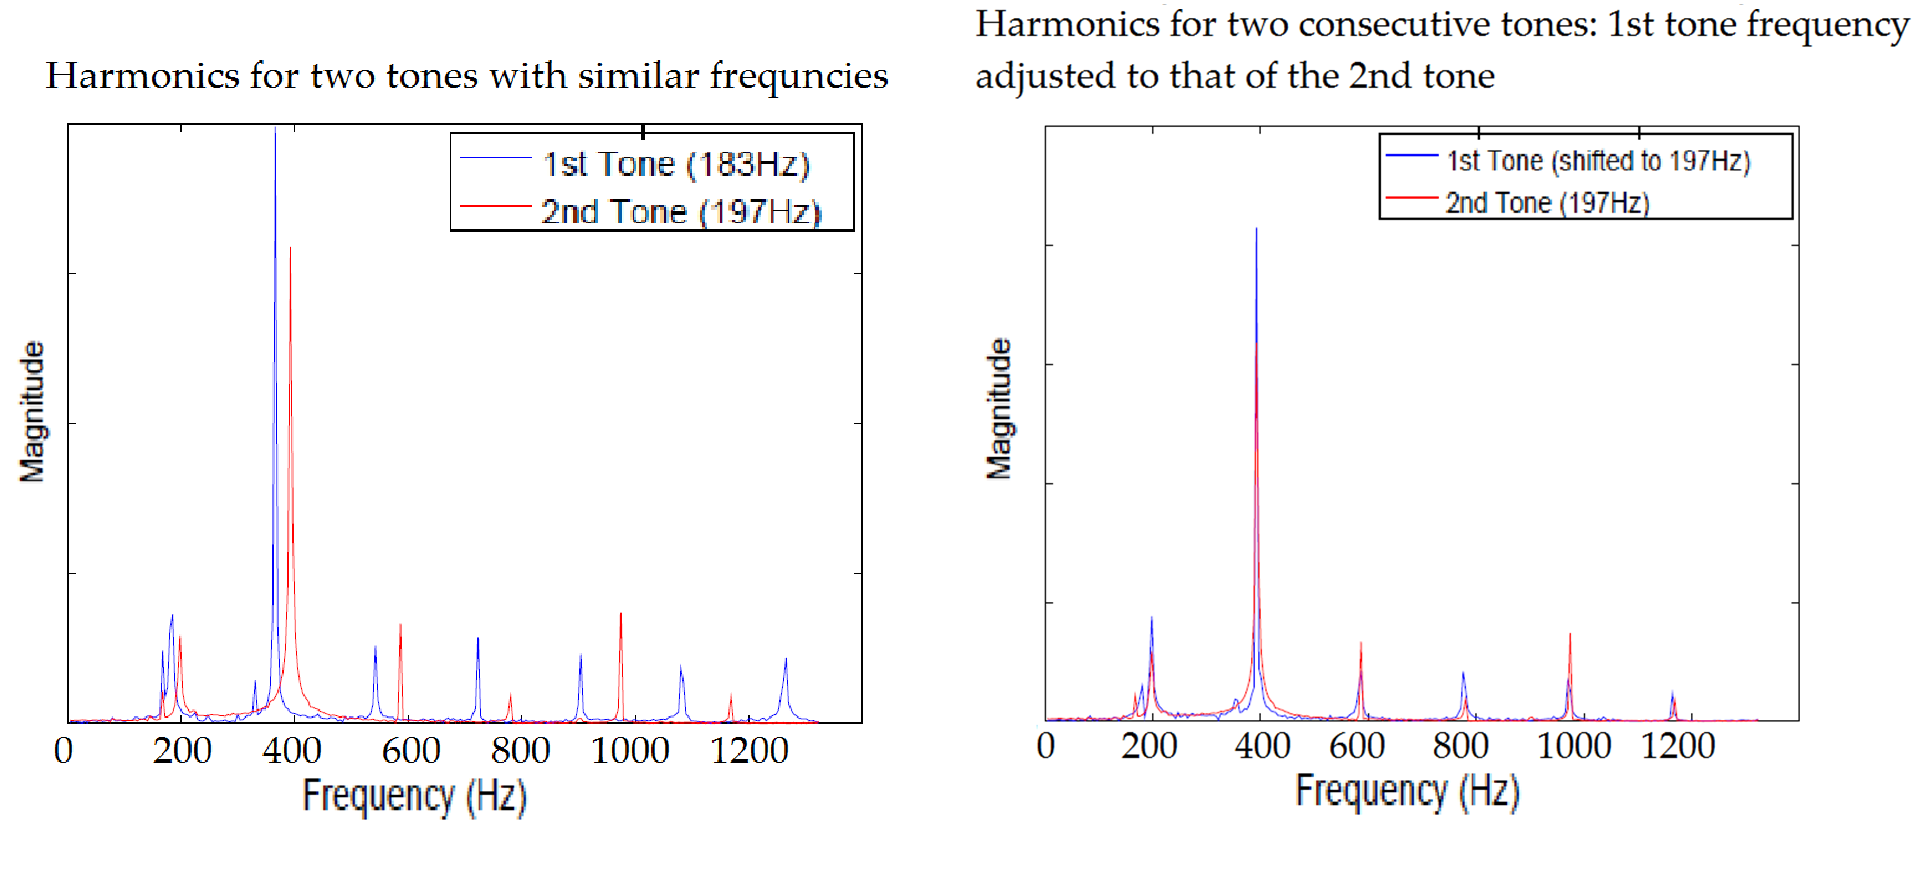 Harmonics for two tones with similar frequncies
1st Tone (183Hz)
2nd Tone (197Hz)
Magnitude
0 200 400 600 800 1000 1200
Frequency (Hz)
Harmonics for two consecutive tones: 1st tone frequency
adjusted to that of the 2nd tone
1st Tone (shifted to 197Hz)
2nd Tone (197Hz)
Magnitude
0 200 400 600 800 1000 1200
Frequency (Hz)